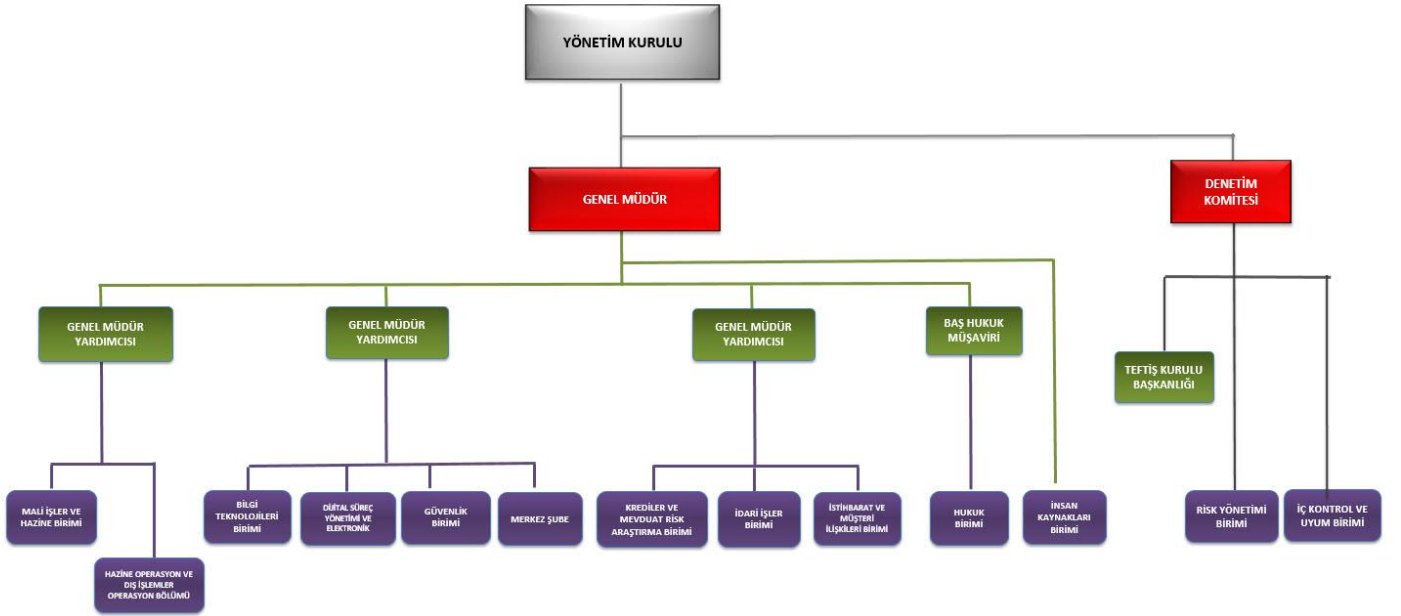 YÖNETİM KURULU
GENEL MÜDÜR
DENETİM
KOMİTESİ
GENEL MÜDÜR
YARDIMCISI
GENEL MÜDÜR
YARDIMCISI
GENEL MÜDÜR
YARDIMCISI
BAŞ HUKUK
MÜŞAVİRİ
TEFTİŞ KURULU
BAŞKANLIĞI
MALİ İŞLER VE
HAZİNE BİRİMİ
HAZİNE OPERASYON VE
DIŞ İŞLEMLER
OPERASYON BÖLÜMÜ
BİLGİ
TEKNOLOJİLERİ
BİRİMİ
DİJİTAL SÜREÇ
YÖNETİMİ VE
ELEKTRONİK
GÜVENLİK
BİRİMİ
MERKEZ ŞUBE
KREDİLER VE
MEVDUAT RİSK
ARAŞTIRMA BİRİMİ
İDARİ İŞLER
BİRİMİ
İSTİHBARAT VE
MÜŞTERİ
İLİŞKİLERİ BİRİMİ
HUKUK
BİRİMİ
İNSAN
KAYNAKLARI
BİRİMİ
RİSK YÖNETİMİ
BİRİMİ
İÇ KONTROL VE
UYUM BİRİMİ